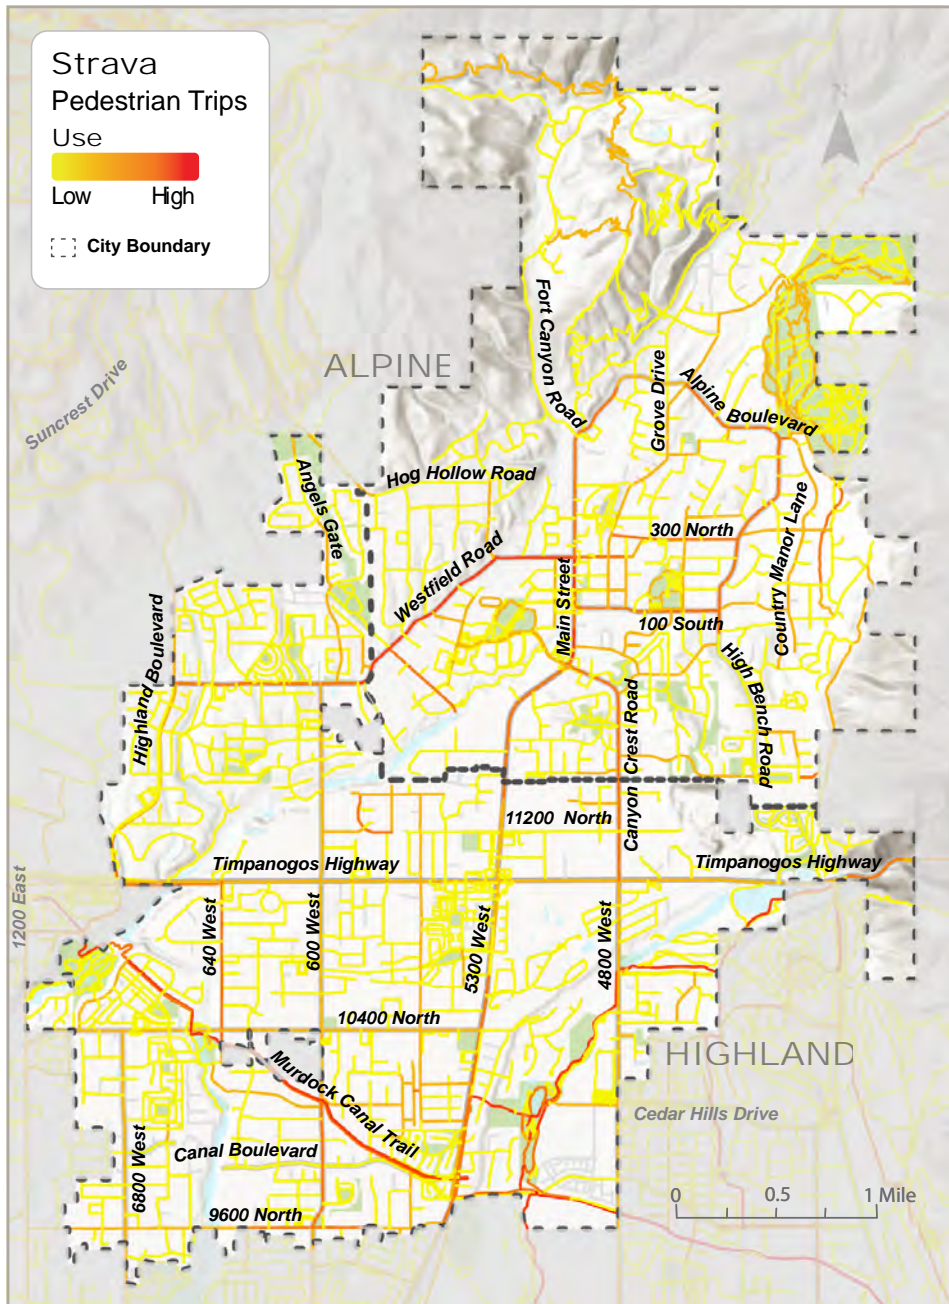 Strava
Pedestrian Trips
Use
Low High
City Boundary
N
ALPINE
Suncrest Drive
Fort Canyon Road
Grove Drive
Alpine Boulevard
Hog Hollow Road
Angels Gate
300 North
Country Manor Lane
Westfield Road
Main Street
100 South
Highland Boulevard
High Bench Road
Canyon Crest Road
11200 North
Timpanogos Highway
Timpanogos Highway
1200 East
640 West
600 West
5300 West
4800 West
10400 North
HIGHLAND
Murdock Canal Trail
Cedar Hills Drive
6800 West
Canal Boulevard
9600 North
0 0.5 1 Mile